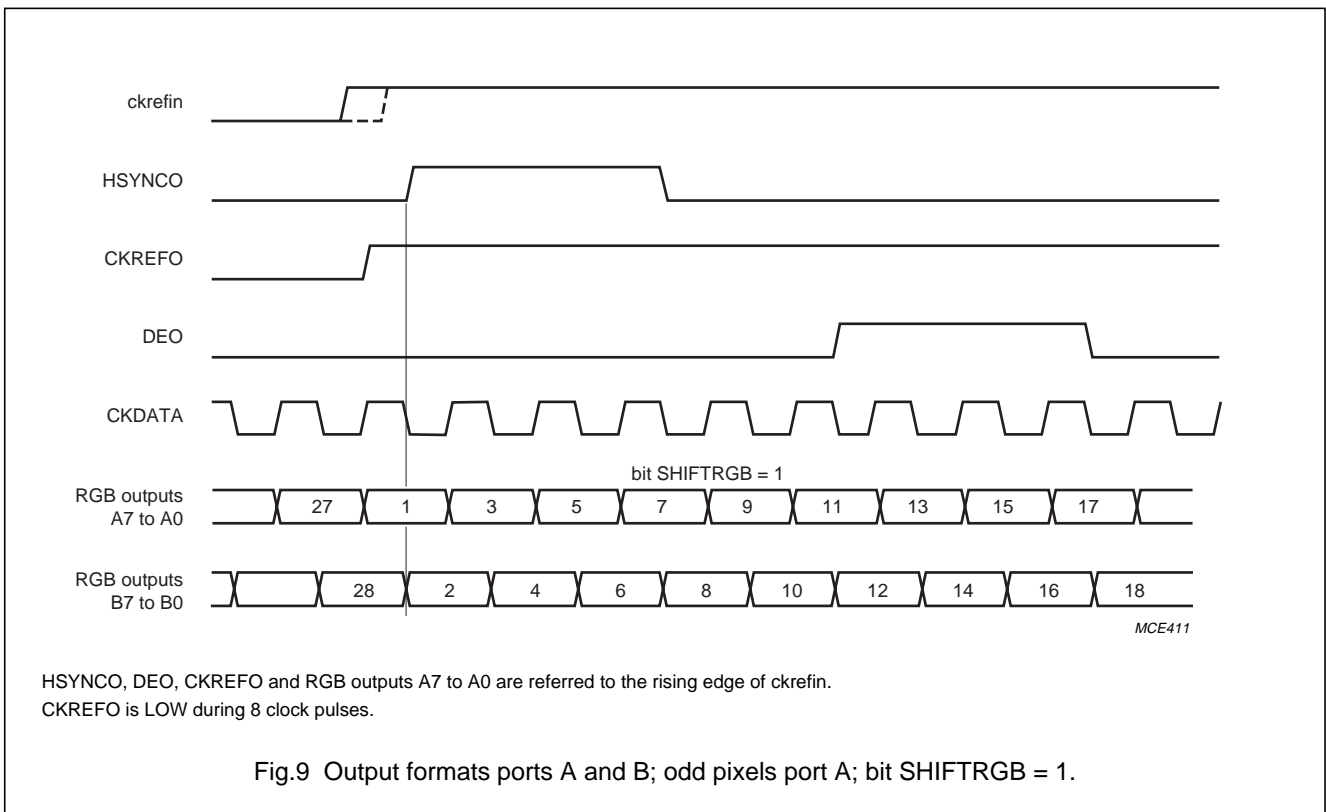 ckrefin
HSYNCO
CKREFO
DEO
CKDATA
bit SHIFTRGB = 1
RGB outputs
A7 to A0
27 1 3 5 7 9 11 13 15 17
RGB outputs
B7 to B0
28 2 4 6 8 10 12 14 16 18
MCE411
HSYNCO, DEO, CKREFO and RGB outputs A7 to A0 are referred to the rising edge of ckrefin.
CKREFO is LOW during 8 clock pulses.
Fig.9 Output formats ports A and B; odd pixels port A; bit SHIFTRGB = 1.